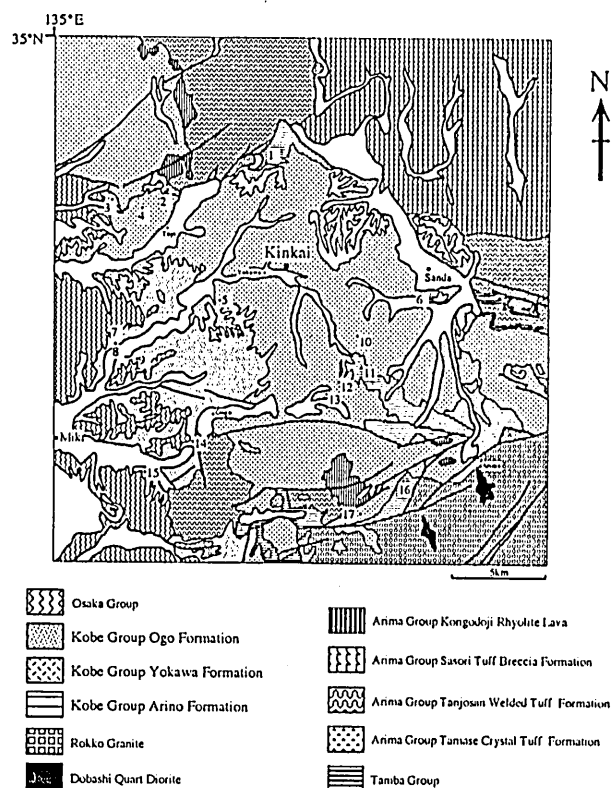 135°E
35°N
N
1
2
3
4
Kinkai
Sanda
5
6
7
8
10
11
12
13
Miki
14
15
16
17
5km
Osaka Group
Kobe Group Ogo Formation
Kobe Group Yokawa Formation
Kobe Group Arino Formation
Rokko Granite
Dobashi Quart Diorite
Arima Group Kongodoji Rhyolite Lava
Arima Group Sasori Tuff Breccia Formation
Arima Group Tanjosan Welded Tuff Formation
Arima Group Tamase Crystal Tuff Formation
Tamba Group